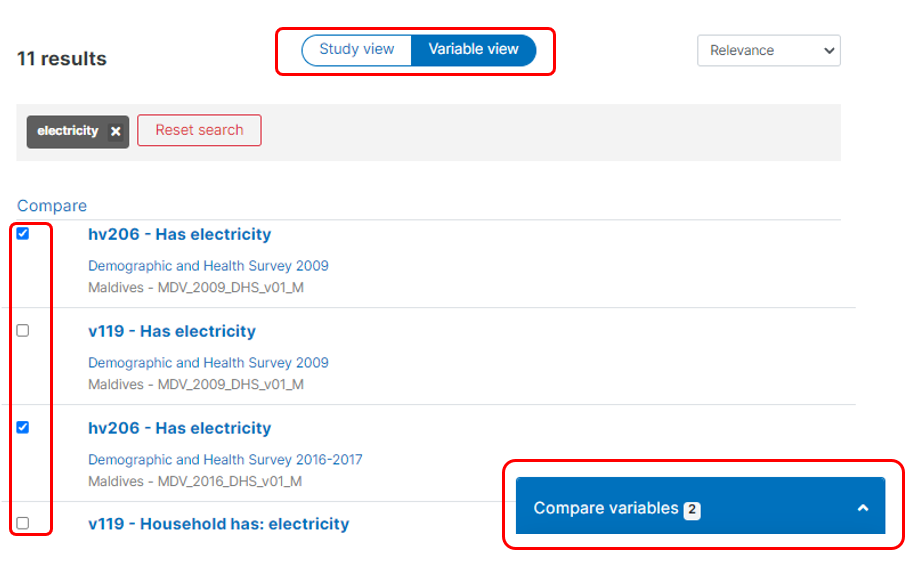 11 results
Study view
Variable view
Relevance
electricity ×
Reset search
Compare
hv206 - Has electricity
Demographic and Health Survey 2009
Maldives - MDV_2009_DHS_v01_M
v119 - Has electricity
Demographic and Health Survey 2009
Maldives - MDV_2009_DHS_v01_M
hv206 - Has electricity
Demographic and Health Survey 2016-2017
Maldives - MDV_2016_DHS_v01_M
v119 - Household has: electricity
Compare variables 2